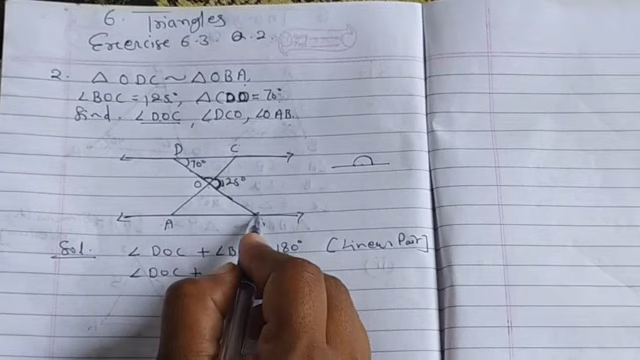 6. Triangles
Exercise 6.3 Q.2.
2. △ ODC ~ △ OBA,
∠BOC = 125°, △CDO = 70°
find. ∠DOC, ∠DCO, ∠OAB.
D C
70°
O 125°
A
Sol. ∠DOC + ∠B 180° [Linear Pair]
∠DOC +